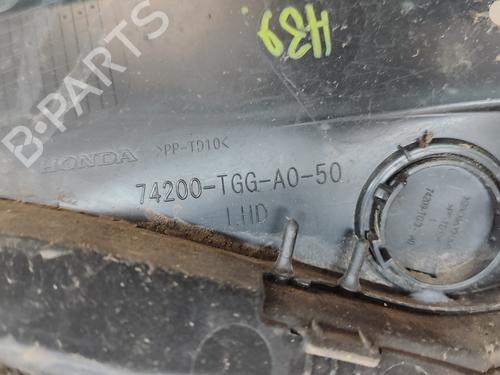 H39
B-PARTS
HONDA
>PP-TD10<
74200-TGG-A0-50
LHD